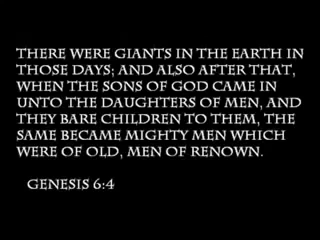 THERE WERE GIANTS IN THE EARTH IN
THOSE DAYS; AND ALSO AFTER THAT,
WHEN THE SONS OF GOD CAME IN
UNTO THE DAUGHTERS OF MEN, AND
THEY BARE CHILDREN TO THEM, THE
SAME BECAME MIGHTY MEN WHICH
WERE OF OLD, MEN OF RENOWN.
GENESIS 6:4